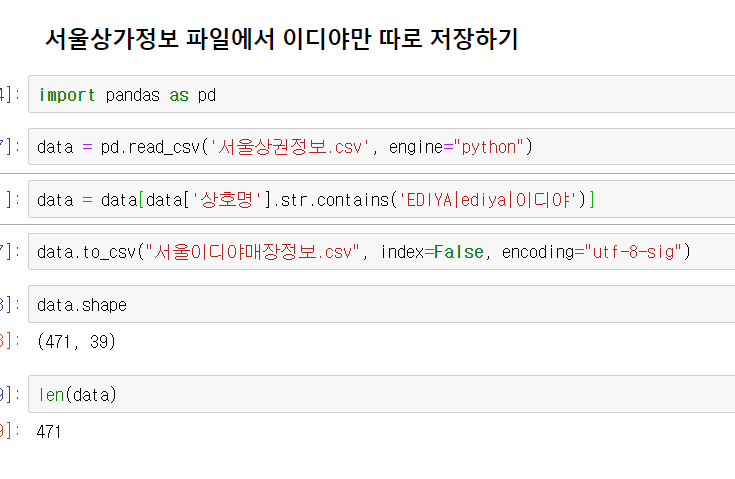 서울상가정보 파일에서 이디야만 따로 저장하기
4]: import pandas as pd
7]: data = pd.read_csv('서울상권정보.csv', engine="python")
]: data = data[data['상호명'].str.contains('EDIYA|ediya|이디야')]
7]: data.to_csv("서울이디야매장정보.csv", index=False, encoding="utf-8-sig")
8]: data.shape
8]: (471, 39)
9]: len(data)
9]: 471